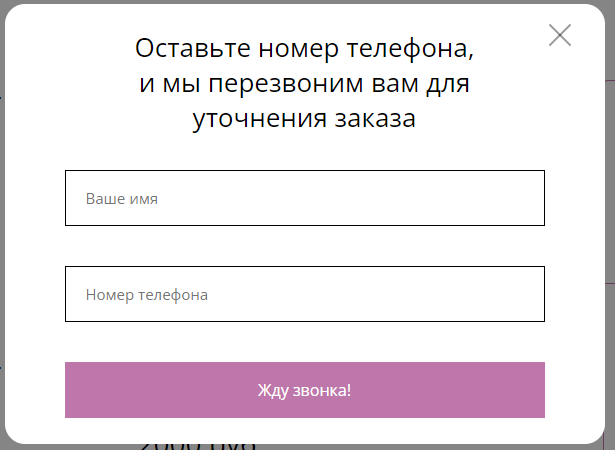 Оставьте номер телефона,
и мы перезвоним вам для
уточнения заказа
Ваше имя
Номер телефона
Жду звонка!